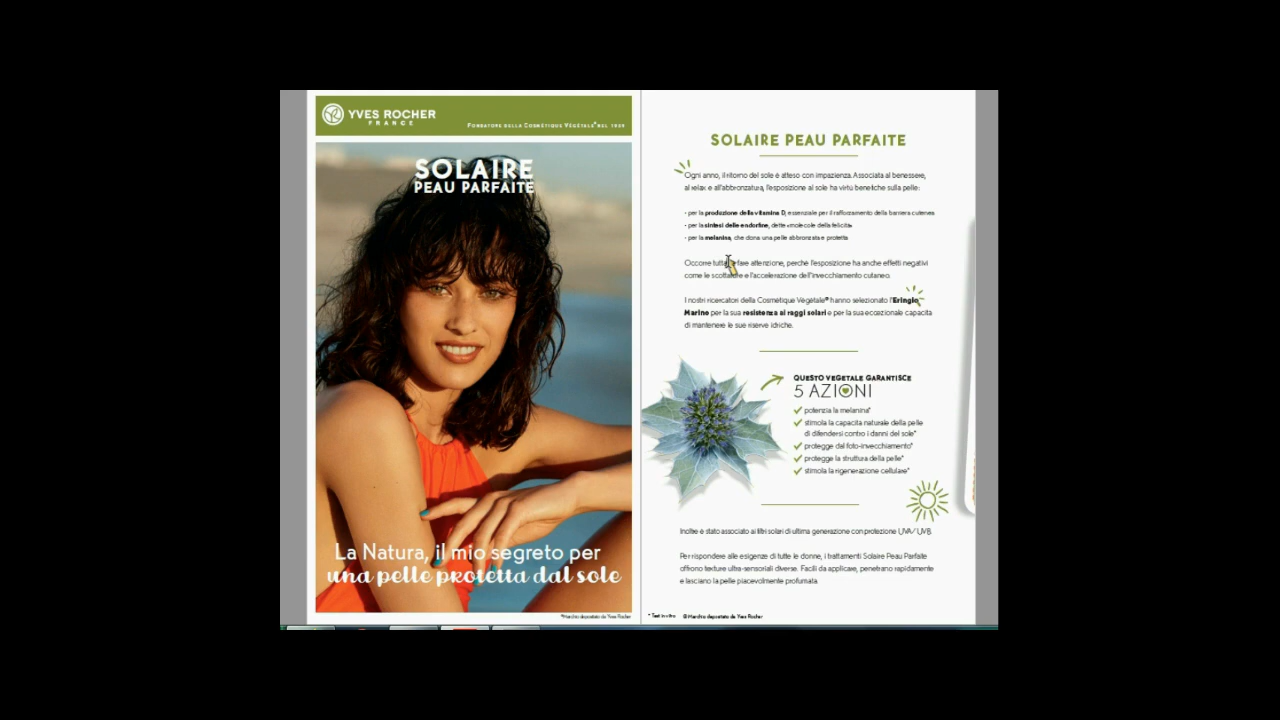 YVES ROCHER
FRANCE
FONDATORE DELLA COSMÉTIQUE VÉGÉTALE® NEL 1959
SOLAIRE
PEAU PARFAITE
La Natura, il mio segreto per
una pelle protetta dal sole
*Marchio depositato da Yves Rocher
SOLAIRE PEAU PARFAITE
Ogni anno, il ritorno del sole è atteso con impazienza. Associata al benessere,
al relax e all'abbronzatura, l'esposizione al sole ha virtù benefiche sulla pelle:
• per la produzione della vitamina D, essenziale per il rafforzamento della barriera cutanea
• per la sintesi delle endorfine, dette «molecole della felicità»
• per la melanina, che dona una pelle abbronzata e protetta
Occorre fare attenzione, perché l'esposizione ha anche effetti negativi
come le scottature e l'accelerazione dell'invecchiamento cutaneo.
I nostri ricercatori della Cosmétique Végétale® hanno selezionato l'Eringio
Marino per la sua resistenza ai raggi solari e per la sua eccezionale capacità
di mantenere le sue riserve idriche.
QUESTO VEGETALE GARANTISCE
5 AZIONI
potenzia la melanina*
stimola la capacità naturale della pelle
di difendersi contro i danni del sole*
protegge dal foto-invecchiamento*
protegge la struttura della pelle*
stimola la rigenerazione cellulare*
Inoltre è stato associato ai filtri solari di ultima generazione con protezione UVA/UVB.
Per rispondere alle esigenze di tutte le donne, i trattamenti Solaire Peau Parfaite
offrono texture ultra-sensoriali diverse. Facili da applicare, penetrano rapidamente
e lasciano la pelle piacevolmente profumata.
* Test in vitro ® Marchio depositato da Yves Rocher